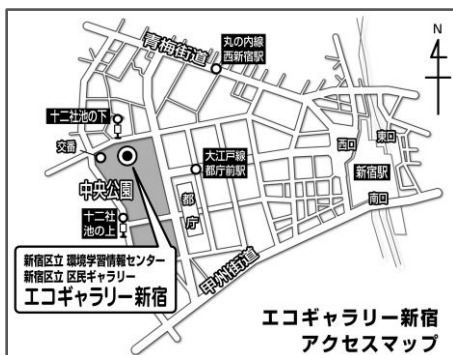 青梅街道
丸の内線
西新宿駅
N
十二社池の下
交番
中央公園
大江戸線
都庁前駅
都庁
西口
東口
新宿駅
南口
十二社
池の上
甲州街道
新宿区立 環境学習情報センター
新宿区立 区民ギャラリー
エコギャラリー新宿
エコギャラリー新宿
アクセスマップ